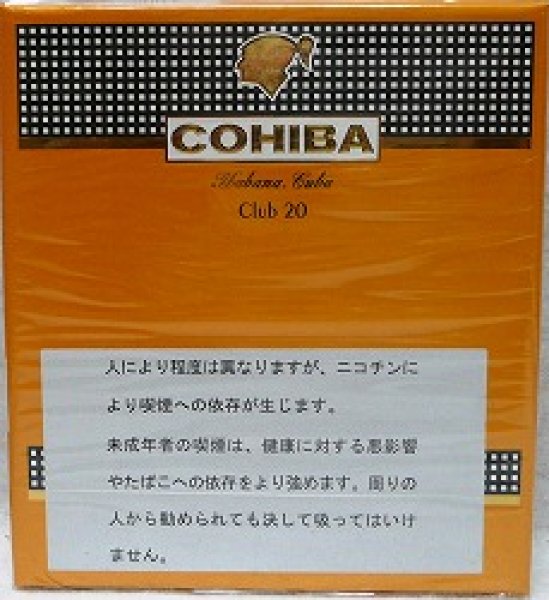 COHIBA
Habana, Cuba
Club 20
人により程度は異なりますが、ニコチンに
より喫煙への依存が生じます。
未成年者の喫煙は、健康に対する悪影響
やたばこへの依存をより強めます。周りの
人から勧められても決して吸ってはいけ
ません。